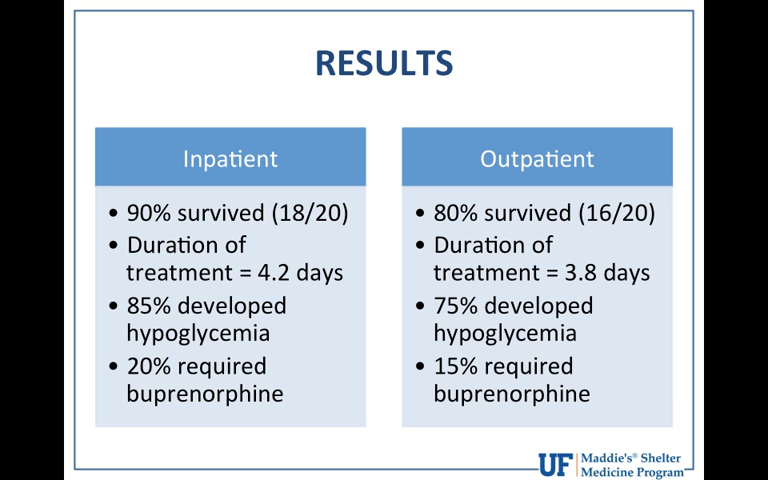 RESULTS
Inpatient
• 90% survived (18/20)
• Duration of
treatment = 4.2 days
• 85% developed
hypoglycemia
• 20% required
buprenorphine
Outpatient
• 80% survived (16/20)
• Duration of
treatment = 3.8 days
• 75% developed
hypoglycemia
• 15% required
buprenorphine
UF Maddie's® Shelter
Medicine Program